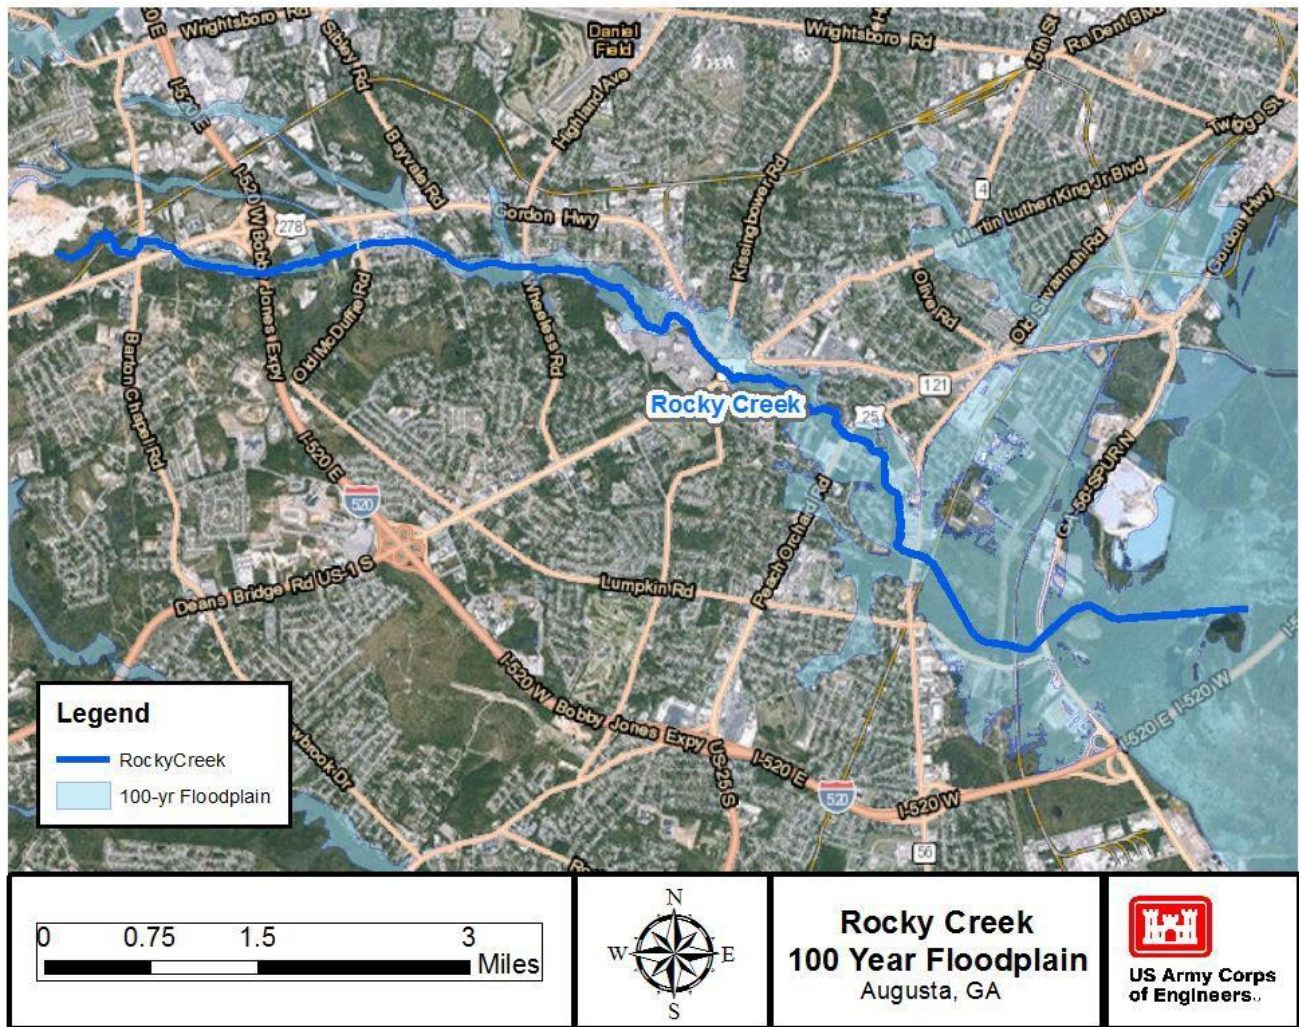 20 E
Wrightsboro Rd
Sibley Rd
Daniel
Field
Highland Ave
Wrightsboro Rd
15th St
Ra Dent Blvd
I-520 E
Bayvale Rd
Twiggs St
I-520 W Bobby Jones Expy
278
Gordon Hwy
Kissingbower Rd
4
Martin Luther King Jr Blvd
Gordon Hwy
Old Savannah Rd
Olive Rd
Wheeless Rd
Old McDuffie Rd
Barton Chapel Rd
121
Rocky Creek
25
I-520 E
520
56-SPUR N
Peach Orchard Rd
Deans Bridge Rd US-1 S
Lumpkin Rd
I-520 W Bobby Jones Expy
US-25 S
I-520 E
520
I-520 W
I-520 E I-520 W
56
Legend
RockyCreek
100-yr Floodplain
0 0.75 1.5 3
Miles
N
W E
S
Rocky Creek
100 Year Floodplain
Augusta, GA
US Army Corps
of Engineers